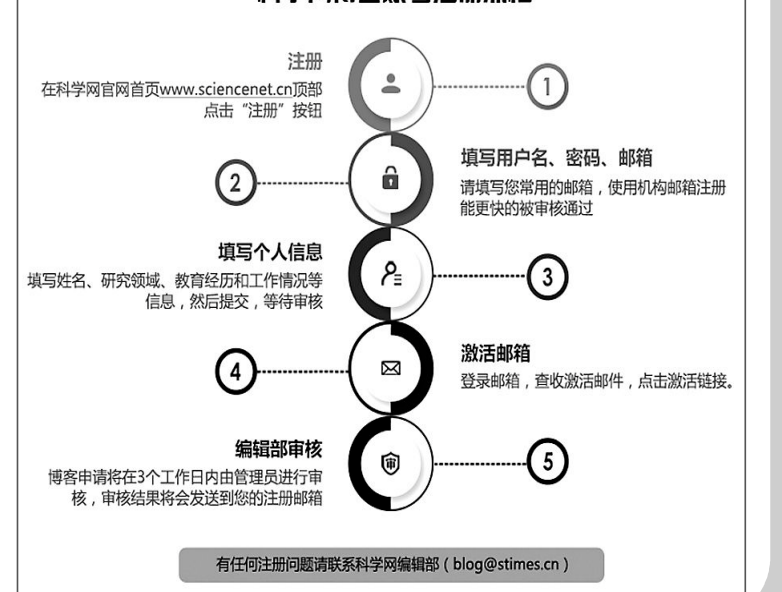 注册
在科学网官网首页www.sciencenet.cn顶部
点击“注册”按钮
1
填写用户名、密码、邮箱
请填写您常用的邮箱，使用机构邮箱注册
能更快的被审核通过
2
填写个人信息
填写姓名、研究领域、教育经历和工作情况等
信息，然后提交，等待审核
3
激活邮箱
登录邮箱，查收激活邮件，点击激活链接。
4
编辑部审核
博客申请将在3个工作日内由管理员进行审
核，审核结果将会发送到您的注册邮箱
5
审
有任何注册问题请联系科学网编辑部（blog@stimes.cn）